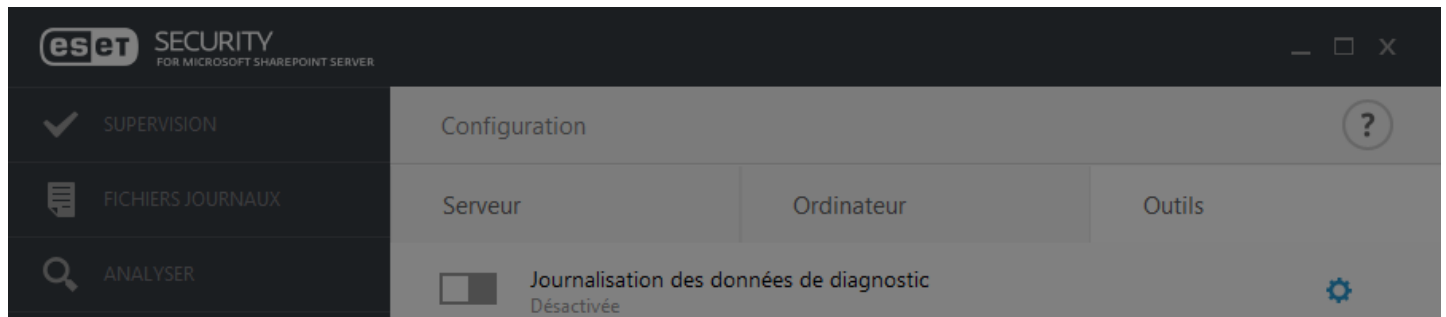 eset SECURITY
FOR MICROSOFT SHAREPOINT SERVER
SUPERVISION
Configuration
?
FICHIERS JOURNAUX
Serveur
Ordinateur
Outils
ANALYSER
Journalisation des données de diagnostic
Désactivée